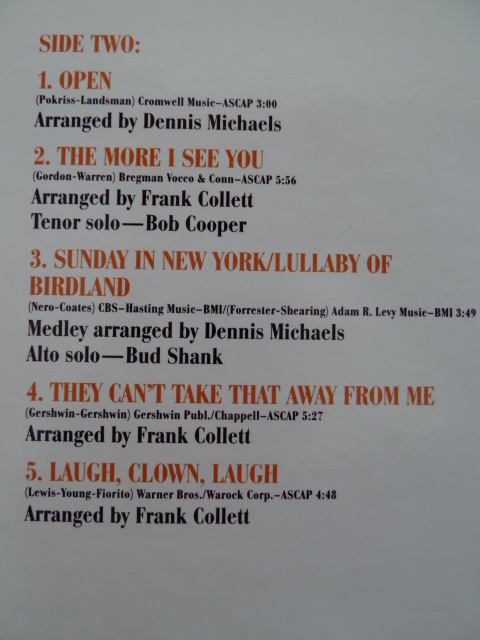 SIDE TWO:
1. OPEN
(Pokriss-Landsman) Cromwell Music–ASCAP 3:00
Arranged by Dennis Michaels
2. THE MORE I SEE YOU
(Gordon-Warren) Bregman Vocco & Conn–ASCAP 5:56
Arranged by Frank Collett
Tenor solo—Bob Cooper
3. SUNDAY IN NEW YORK/LULLABY OF
BIRDLAND
(Nero-Coates) CBS–Hasting Music–BMI/(Forrester-Shearing) Adam R. Levy Music–BMI 3:49
Medley arranged by Dennis Michaels
Alto solo—Bud Shank
4. THEY CAN'T TAKE THAT AWAY FROM ME
(Gershwin-Gershwin) Gershwin Publ./Chappell–ASCAP 5:27
Arranged by Frank Collett
5. LAUGH, CLOWN, LAUGH
(Lewis-Young-Fiorito) Warner Bros./Warock Corp.–ASCAP 4:48
Arranged by Frank Collett